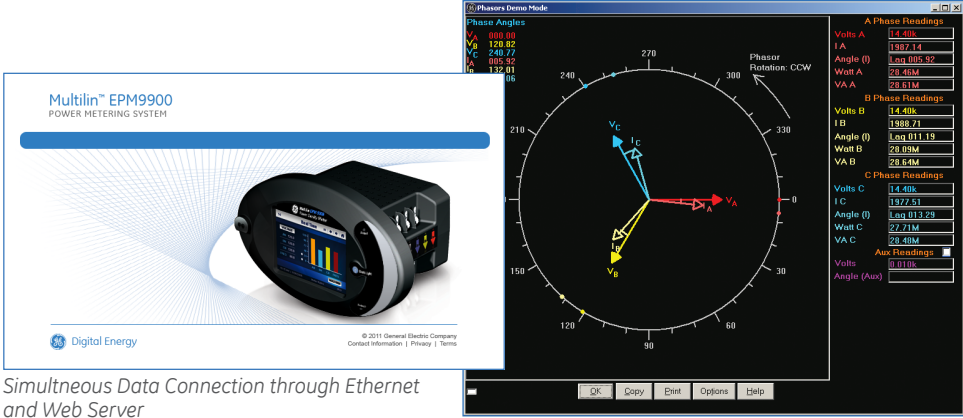 Multilin™ EPM9900
POWER METERING SYSTEM
Digital Energy
© 2011 General Electric Company
Contact Information | Privacy | Terms
Simultneous Data Connection through Ethernet
and Web Server
Phasors Demo Mode
Phase Angles
VA 000.00
VB 120.82
VC 240.77
IA 005.92
IB 132.01
06
270
300
330
0
30
60
90
120
150
210
240
Phasor
Rotation: CCW
VC
IC
VA
IA
IB
VB
A Phase Readings
Volts A 14.40k
I A 1987.14
Angle (I) Lag 005.92
Watt A 28.46M
VA A 28.61M
B Phase Readings
Volts B 14.40k
I B 1988.71
Angle (I) Lag 011.19
Watt B 28.09M
VA B 28.64M
C Phase Readings
Volts C 14.40k
I C 1977.51
Angle (I) Lag 013.29
Watt C 27.71M
VA C 28.48M
Aux Readings
Volts 0.010k
Angle (Aux)
OK Copy Print Options Help